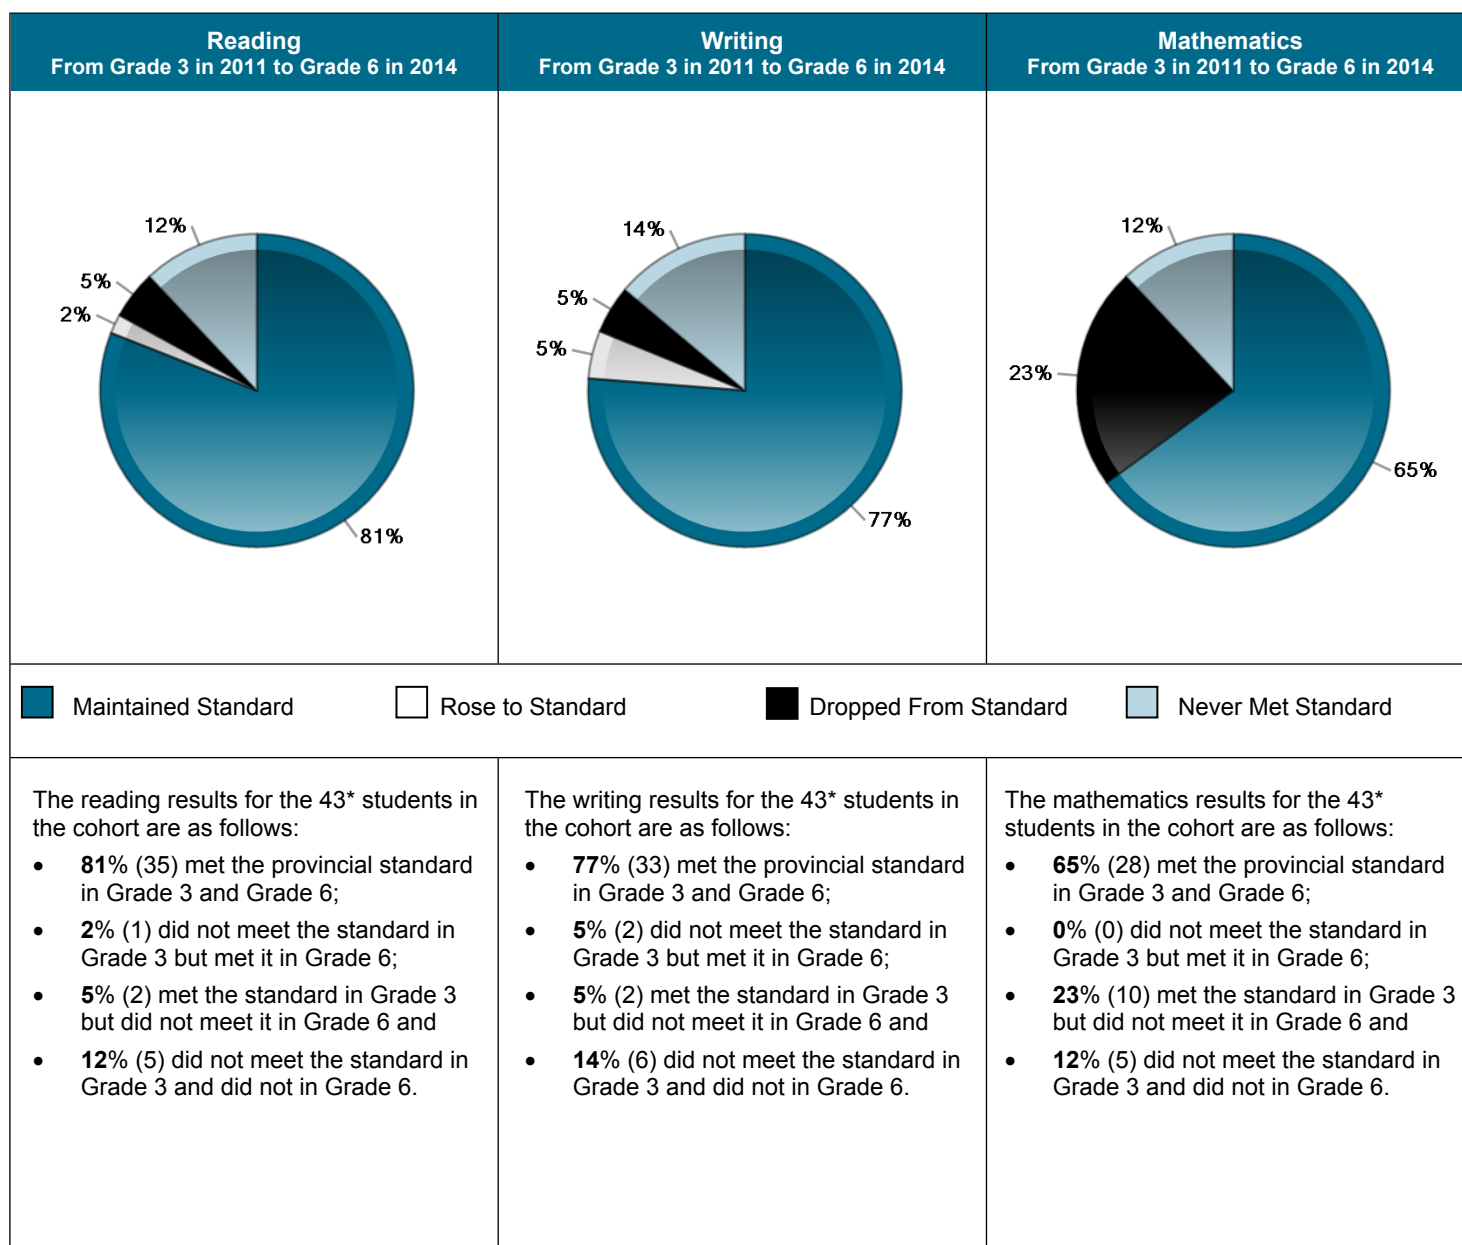 Reading
From Grade 3 in 2011 to Grade 6 in 2014
Writing
From Grade 3 in 2011 to Grade 6 in 2014
Mathematics
From Grade 3 in 2011 to Grade 6 in 2014
12%
5%
2%
81%
14%
5%
5%
77%
12%
23%
65%
Maintained Standard
Rose to Standard
Dropped From Standard
Never Met Standard
The reading results for the 43* students in
the cohort are as follows:
• 81% (35) met the provincial standard
in Grade 3 and Grade 6;
• 2% (1) did not meet the standard in
Grade 3 but met it in Grade 6;
• 5% (2) met the standard in Grade 3
but did not meet it in Grade 6 and
• 12% (5) did not meet the standard in
Grade 3 and did not in Grade 6.
The writing results for the 43* students in
the cohort are as follows:
• 77% (33) met the provincial standard
in Grade 3 and Grade 6;
• 5% (2) did not meet the standard in
Grade 3 but met it in Grade 6;
• 5% (2) met the standard in Grade 3
but did not meet it in Grade 6 and
• 14% (6) did not meet the standard in
Grade 3 and did not in Grade 6.
The mathematics results for the 43*
students in the cohort are as follows:
• 65% (28) met the provincial standard
in Grade 3 and Grade 6;
• 0% (0) did not meet the standard in
Grade 3 but met it in Grade 6;
• 23% (10) met the standard in Grade 3
but did not meet it in Grade 6 and
• 12% (5) did not meet the standard in
Grade 3 and did not in Grade 6.